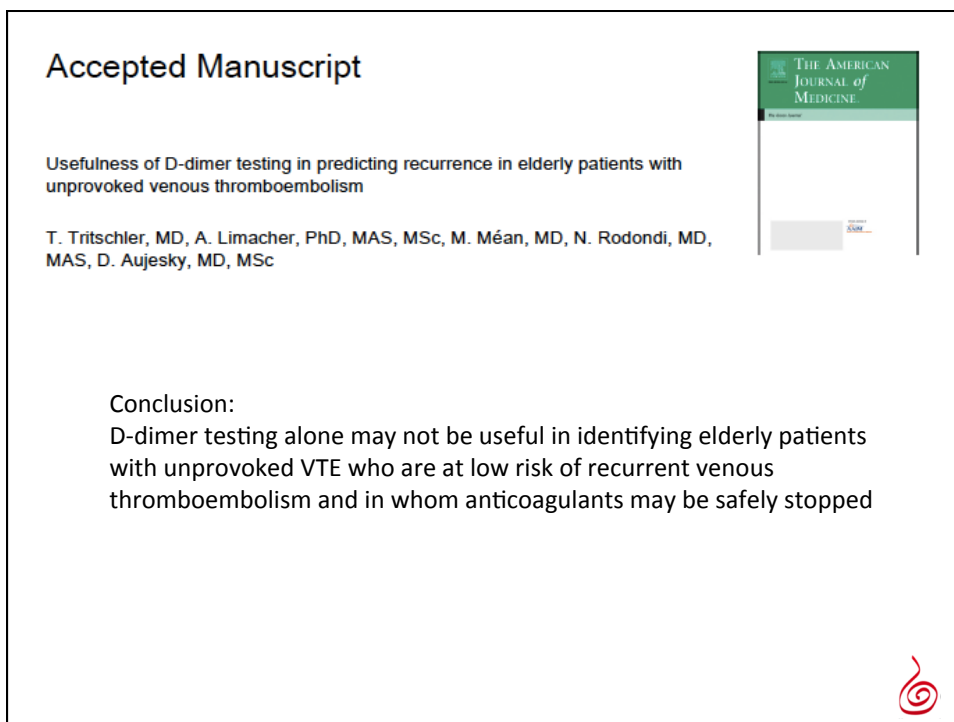 Accepted Manuscript
THE AMERICAN
JOURNAL of
MEDICINE
Usefulness of D-dimer testing in predicting recurrence in elderly patients with
unprovoked venous thromboembolism
T. Tritschler, MD, A. Limacher, PhD, MAS, MSc, M. Méan, MD, N. Rodondi, MD,
MAS, D. Aujesky, MD, MSc
Conclusion:
D-dimer testing alone may not be useful in identifying elderly patients
with unprovoked VTE who are at low risk of recurrent venous
thromboembolism and in whom anticoagulants may be safely stopped